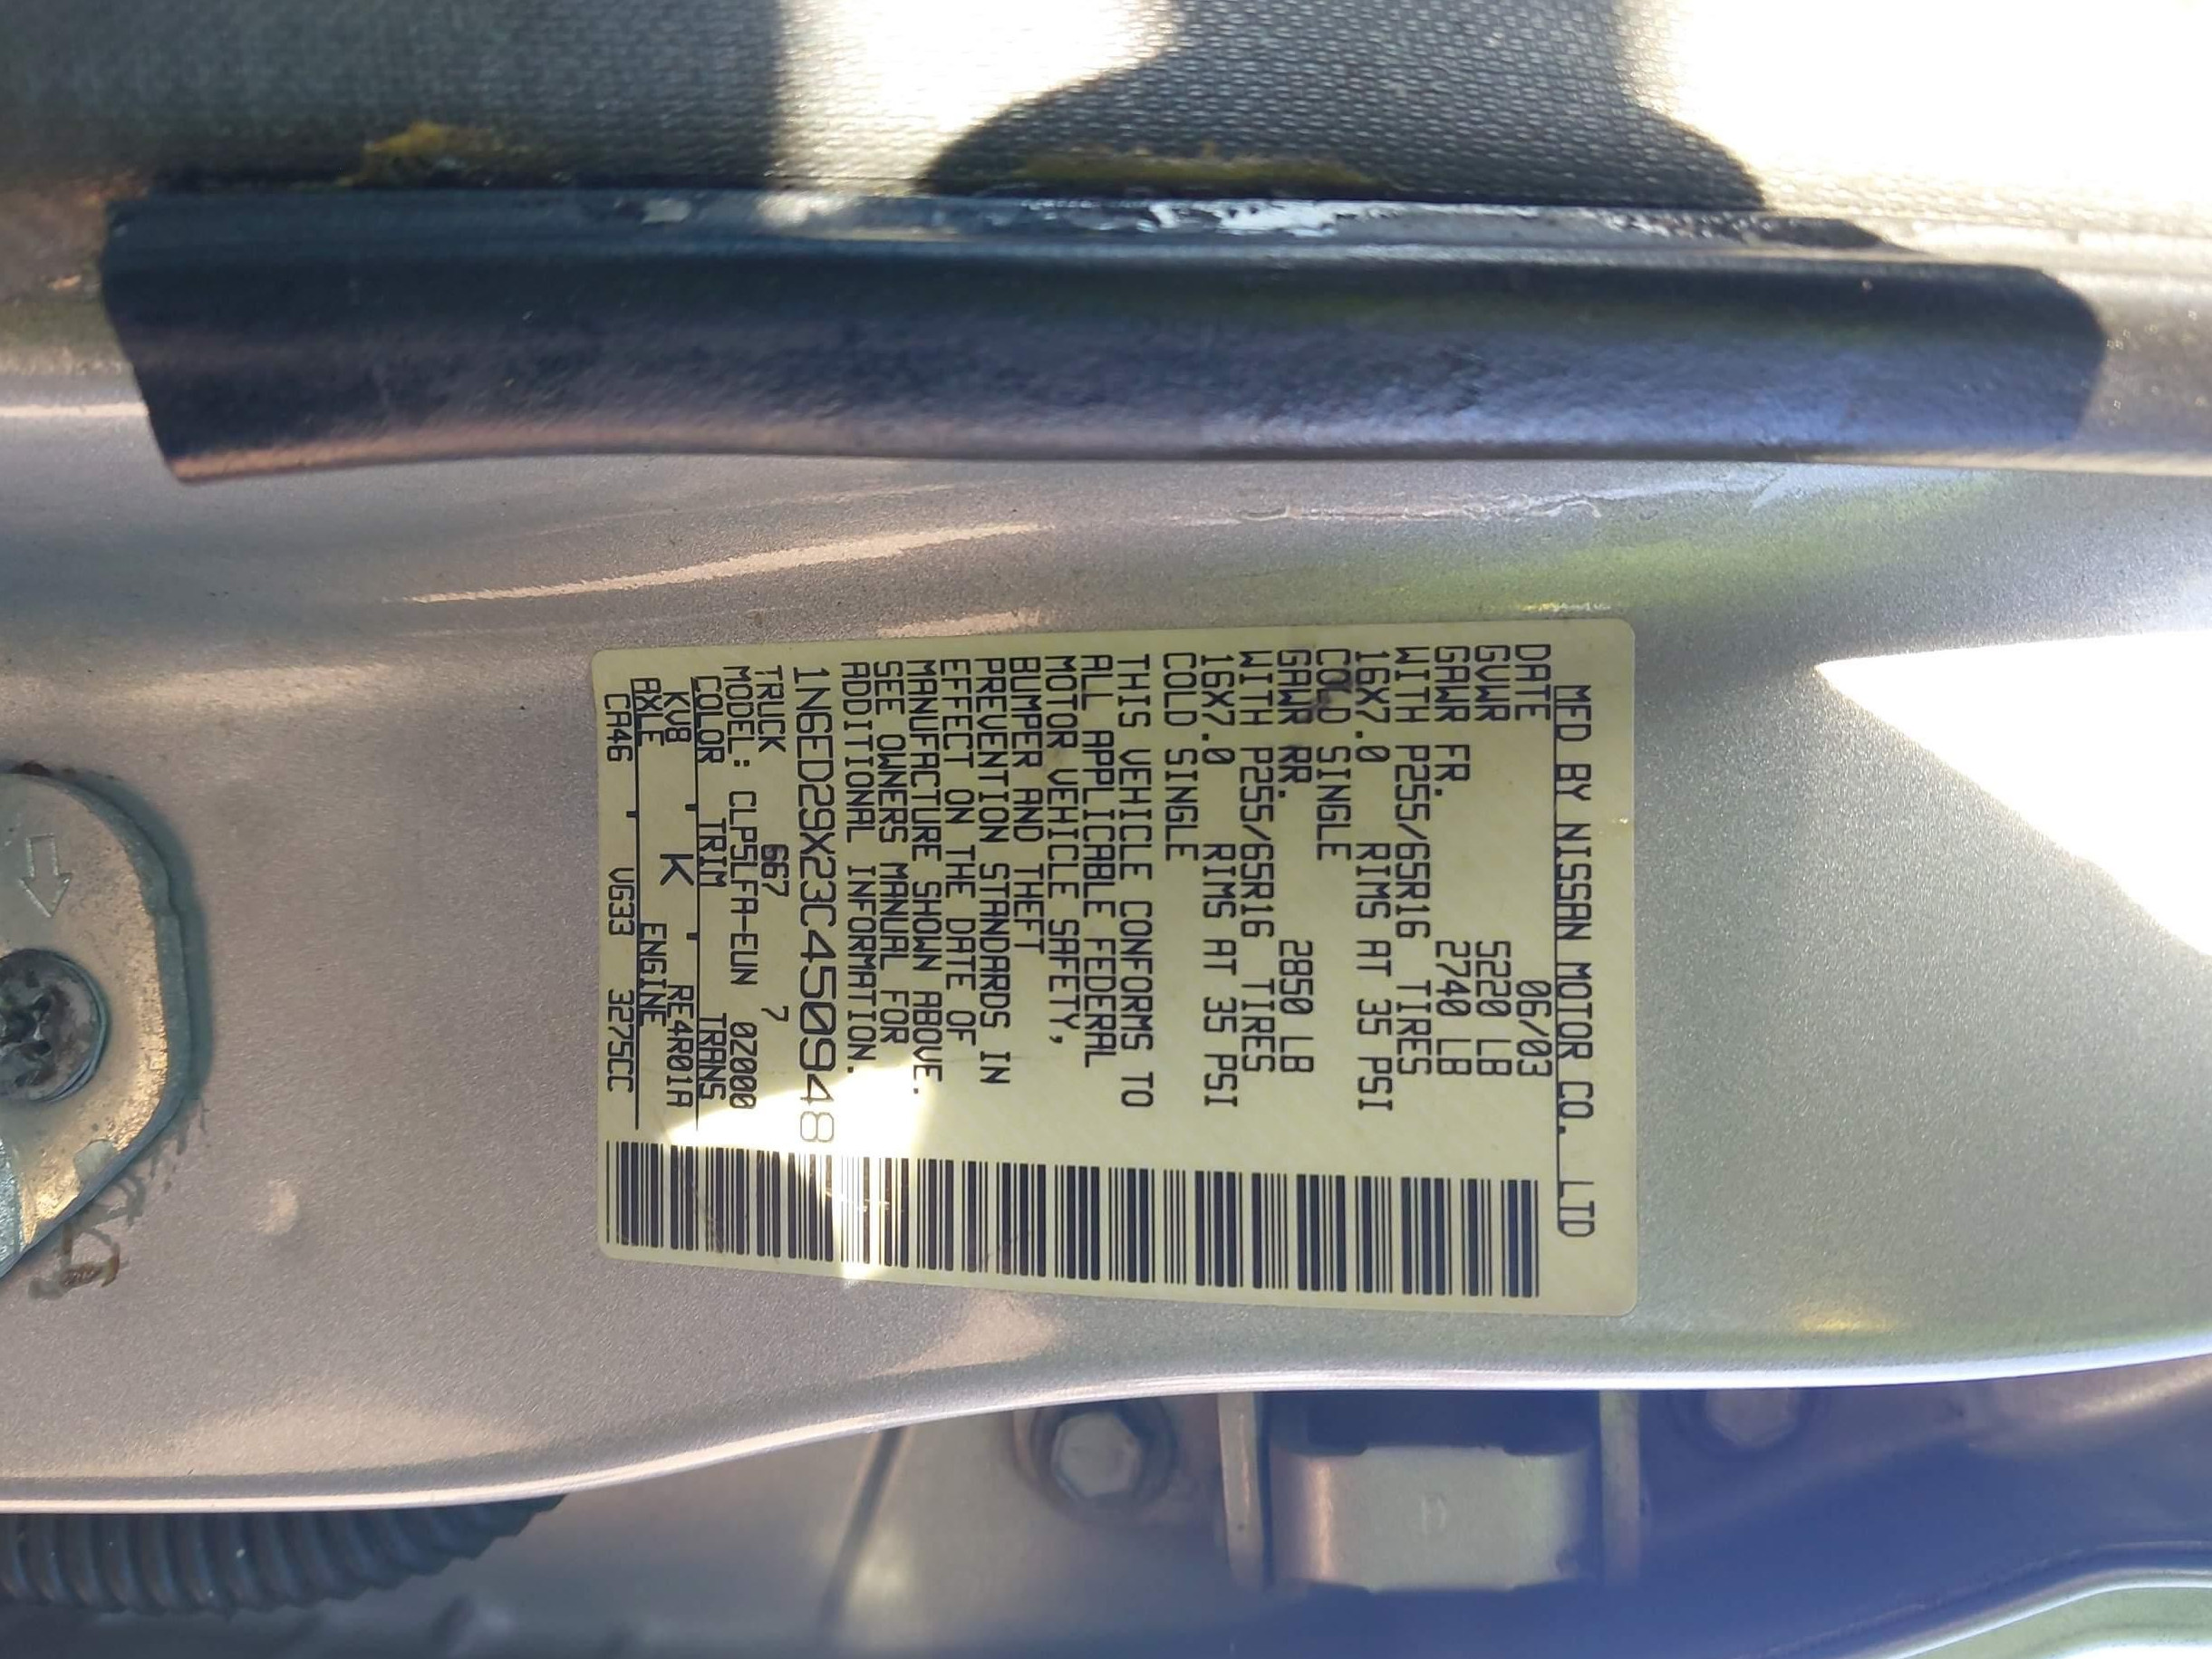 MFD BY NISSAN MOTOR CO. LTD
DATE 06/03
GVWR 5220 LB
GAWR FR. 2740 LB
WITH P255/65R16 TIRES
16X7.0 RIMS AT 35 PSI
COLD SINGLE
GAWR RR. 2850 LB
WITH P255/65R16 TIRES
16X7.0 RIMS AT 35 PSI
COLD SINGLE
THIS VEHICLE CONFORMS TO
ALL APPLICABLE FEDERAL
MOTOR VEHICLE SAFETY,
BUMPER AND THEFT
PREVENTION STANDARDS IN
EFFECT ON THE DATE OF
MANUFACTURE SHOWN ABOVE.
SEE OWNERS MANUAL FOR
ADDITIONAL INFORMATION.
1N6ED29X23C450948
TRUCK 667 7
MODEL: CLPSLFA-EUN 0Z000
COLOR TRIM TRANS
KV8 K RE4R01A
AXLE ENGINE
CA46 VG33 3275CC